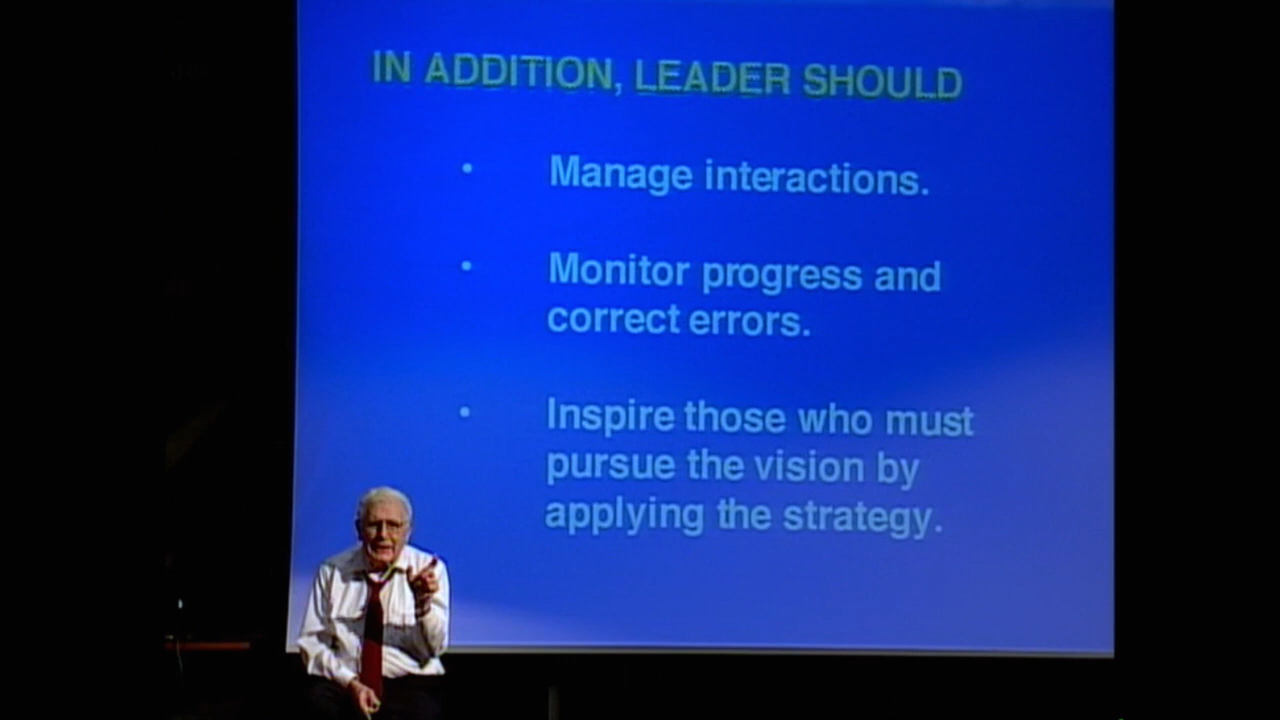 IN ADDITION, LEADER SHOULD
• Manage interactions.
• Monitor progress and
correct errors.
• Inspire those who must
pursue the vision by
applying the strategy.